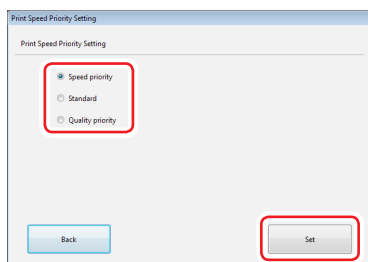 Print Speed Priority Setting
Print Speed Priority Setting
Speed priority
Standard
Quality priority
Back
Set